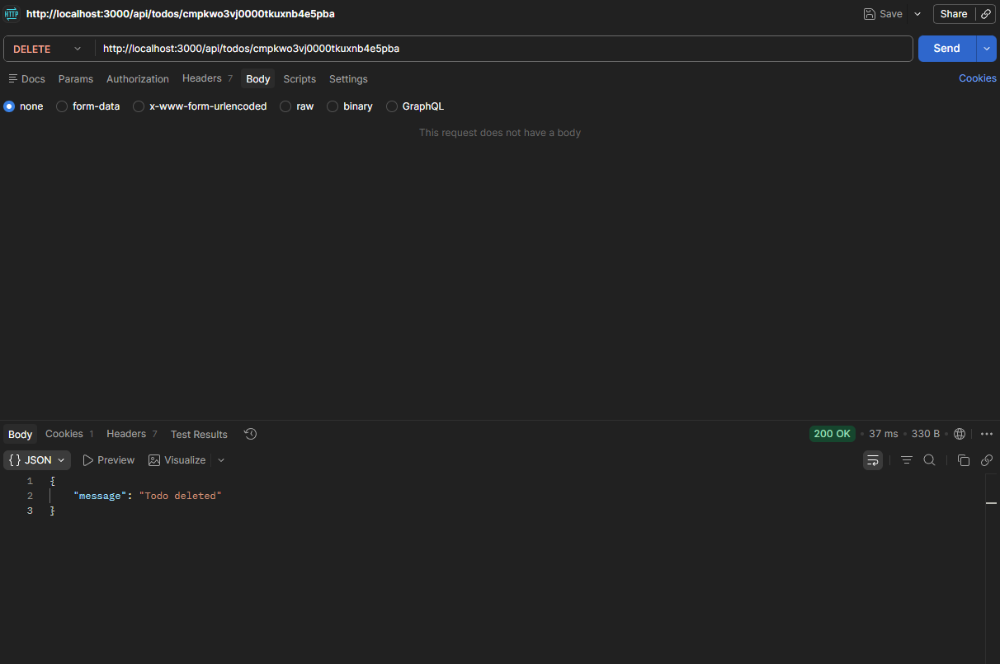 HTTP http://localhost:3000/api/todos/cmpkwo3vj0000tkuxnb4e5pba Save Share
DELETE http://localhost:3000/api/todos/cmpkwo3vj0000tkuxnb4e5pba Send
Docs Params Authorization Headers 7 Body Scripts Settings Cookies
none form-data x-www-form-urlencoded raw binary GraphQL
This request does not have a body
Body Cookies 1 Headers 7 Test Results 200 OK • 37 ms • 330 B •
{} JSON Preview Visualize
1 {
2 "message": "Todo deleted"
3 }